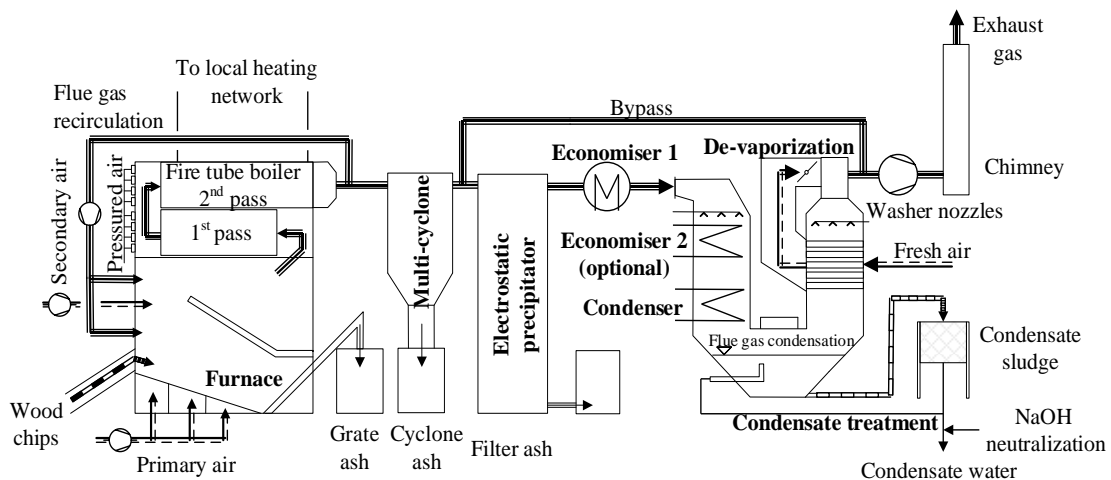 Exhaust
gas
To local heating
network
Flue gas
recirculation
Bypass
De-vaporization
Economiser 1
Chimney
Fire tube boiler
2nd pass
1st pass
Secondary air
Pressured air
Multi-cyclone
Electrostatic
precipitator
Washer nozzles
Economiser 2
(optional)
Fresh air
Condenser
Flue gas condensation
Condensate
sludge
Furnace
Wood
chips
Primary air
Grate
ash
Cyclone
ash
Filter ash
Condensate treatment
NaOH
neutralization
Condensate water